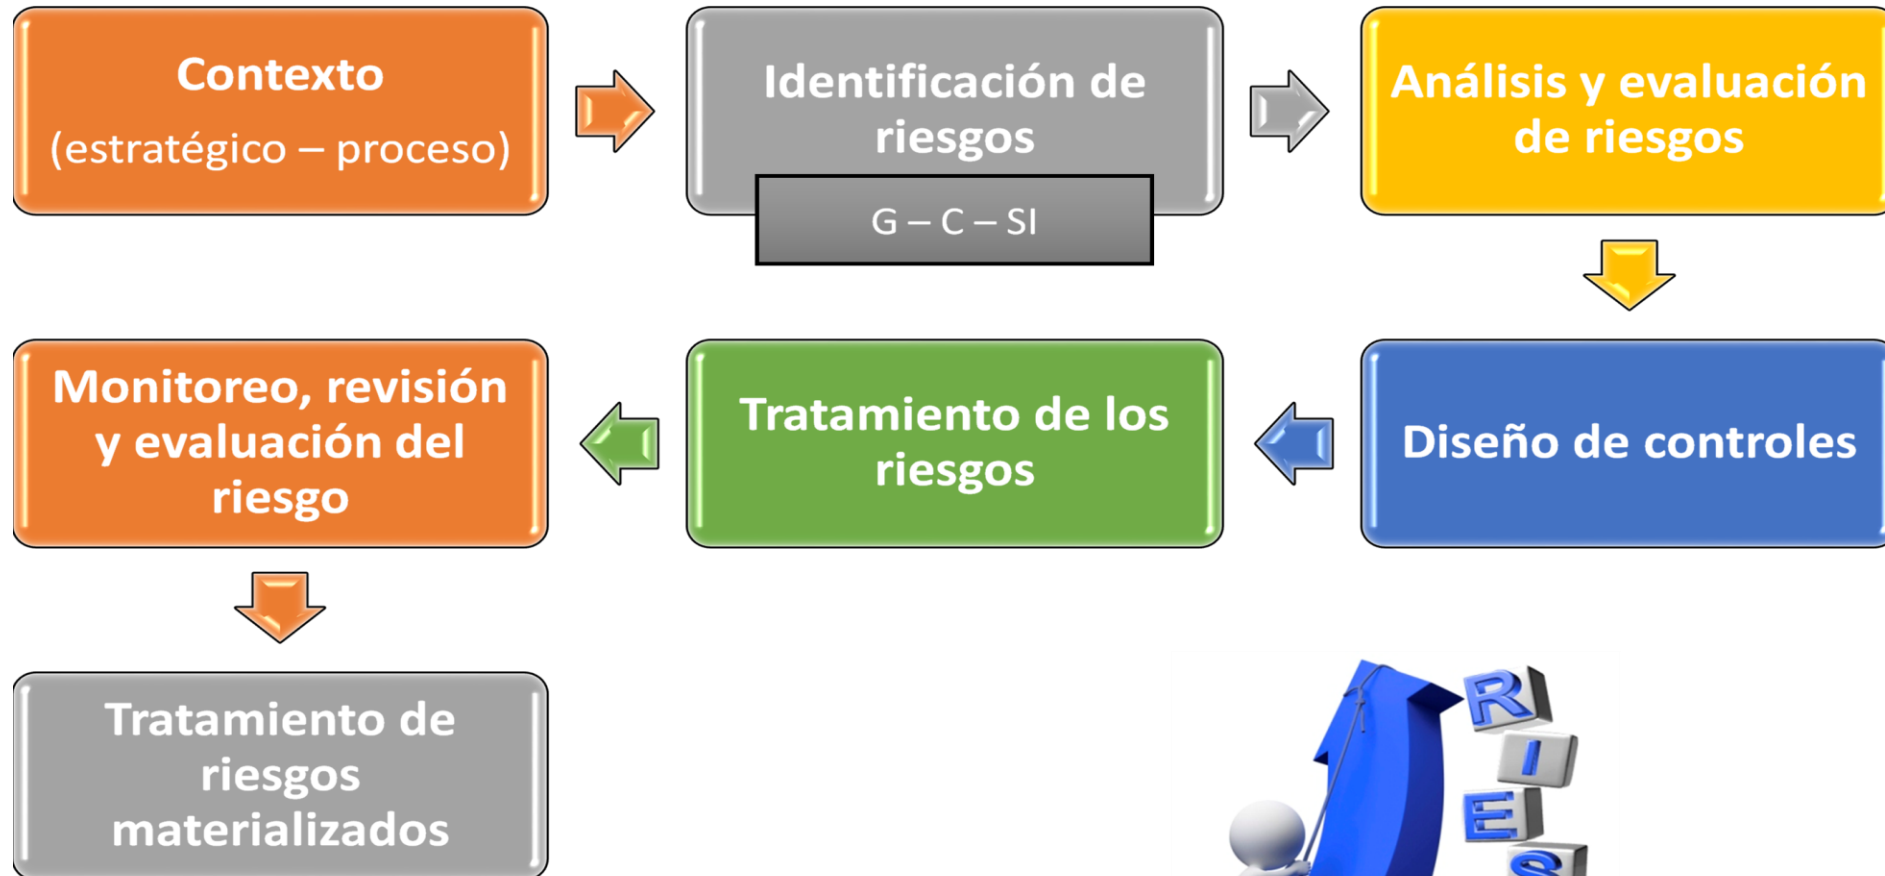 Contexto
(estratégico – proceso)
Identificación de
riesgos
G – C – SI
Análisis y evaluación
de riesgos
Monitoreo, revisión
y evaluación del
riesgo
Tratamiento de los
riesgos
Diseño de controles
Tratamiento de
riesgos
materializados
R
I
E
S